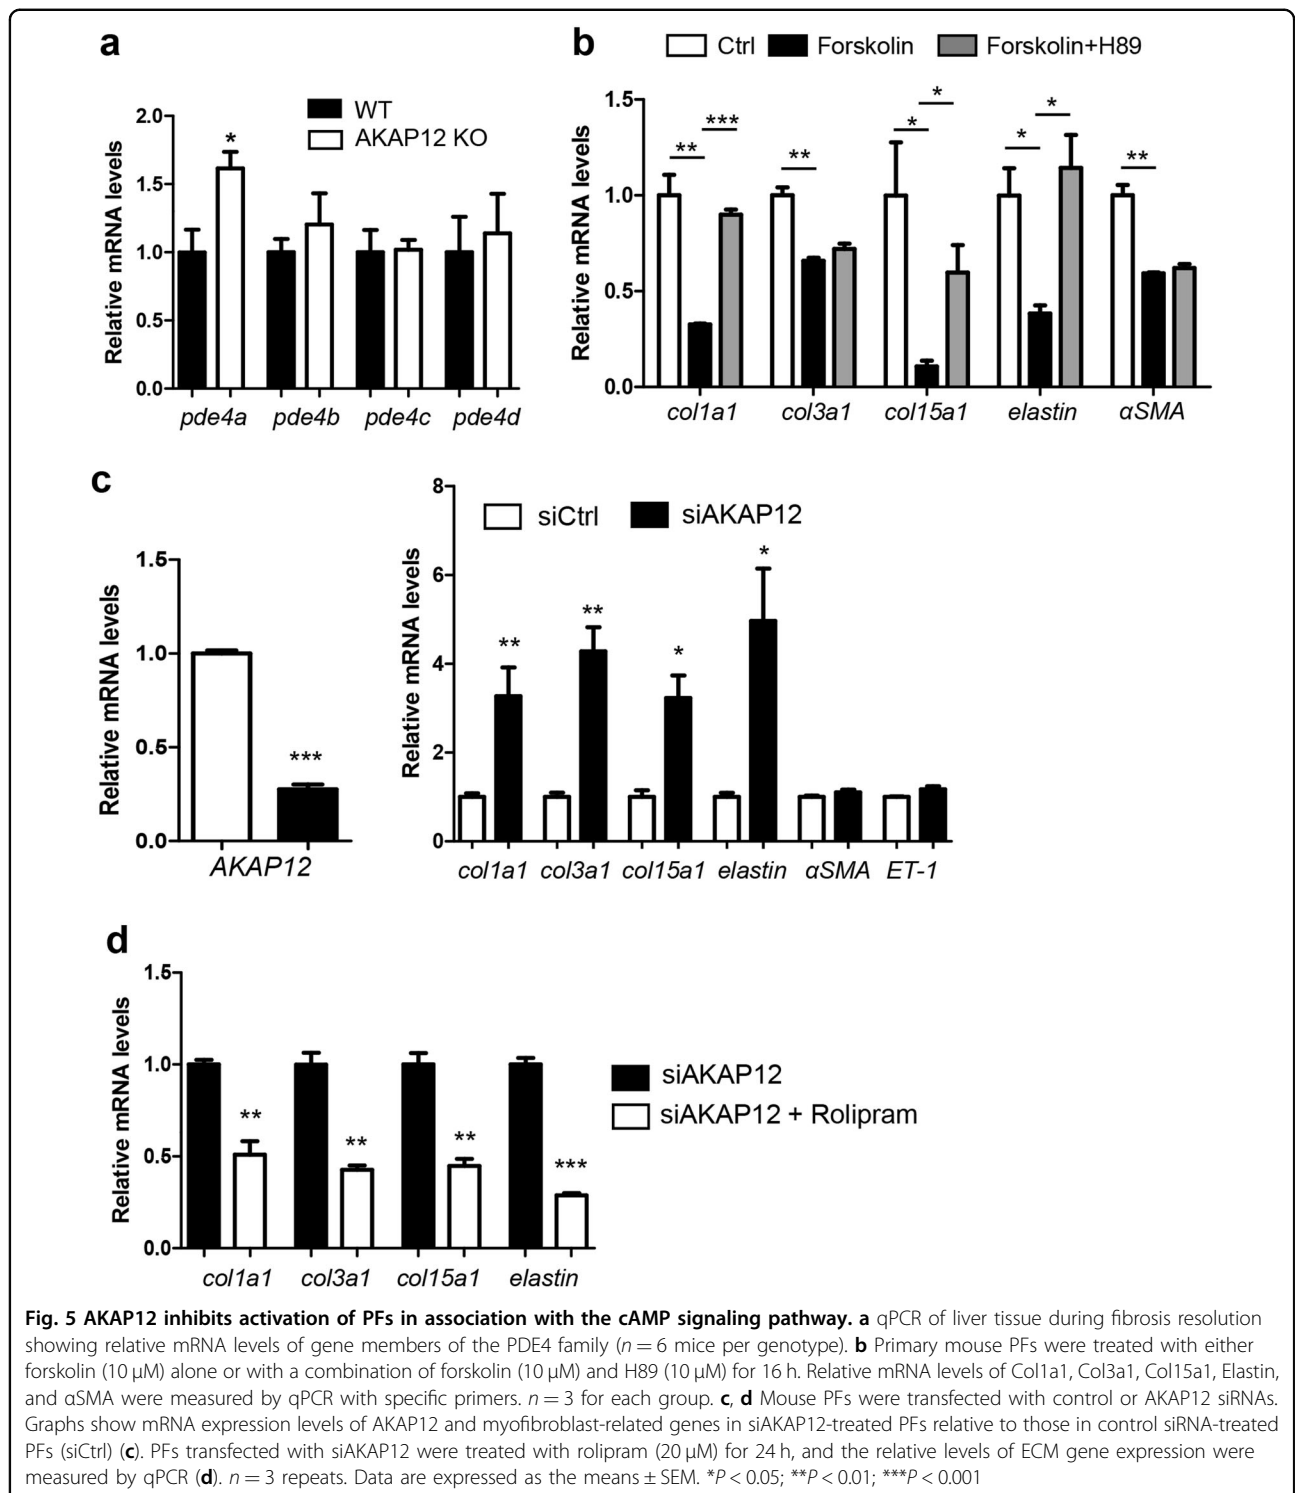 a
WT
AKAP12 KO
Relative mRNA levels
2.0
1.5
1.0
0.5
0.0
*
pde4a pde4b pde4c pde4d
b
Ctrl Forskolin Forskolin+H89
Relative mRNA levels
1.5
1.0
0.5
0.0
** *** ** * * * * **
col1a1 col3a1 col15a1 elastin αSMA
c
Relative mRNA levels
1.5
1.0
0.5
0.0
***
AKAP12
siCtrl siAKAP12
Relative mRNA levels
8
6
4
2
0
** ** * *
col1a1 col3a1 col15a1 elastin αSMA ET-1
d
Relative mRNA levels
1.5
1.0
0.5
0.0
** ** ** ***
col1a1 col3a1 col15a1 elastin
siAKAP12
siAKAP12 + Rolipram
Fig. 5 AKAP12 inhibits activation of PFs in association with the cAMP signaling pathway. a qPCR of liver tissue during fibrosis resolution
showing relative mRNA levels of gene members of the PDE4 family (n = 6 mice per genotype). b Primary mouse PFs were treated with either
forskolin (10 μM) alone or with a combination of forskolin (10 μM) and H89 (10 μM) for 16 h. Relative mRNA levels of Col1a1, Col3a1, Col15a1, Elastin,
and αSMA were measured by qPCR with specific primers. n = 3 for each group. c, d Mouse PFs were transfected with control or AKAP12 siRNAs.
Graphs show mRNA expression levels of AKAP12 and myofibroblast-related genes in siAKAP12-treated PFs relative to those in control siRNA-treated
PFs (siCtrl) (c). PFs transfected with siAKAP12 were treated with rolipram (20 μM) for 24 h, and the relative levels of ECM gene expression were
measured by qPCR (d). n = 3 repeats. Data are expressed as the means ± SEM. *P < 0.05; **P < 0.01; ***P < 0.001